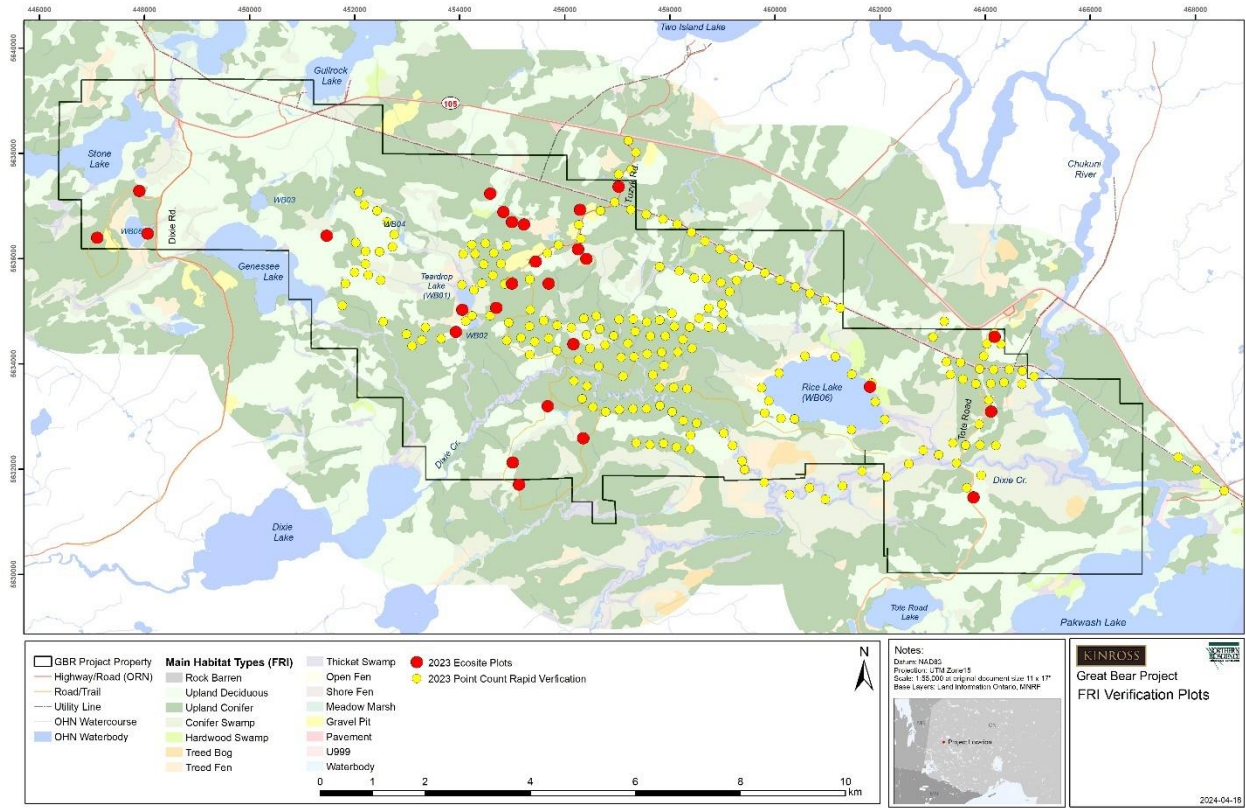 446000 448000 450000 452000 454000 456000 458000 460000 462000 464000 466000 468000
Two Island Lake
5640000
Gullrock
Lake
105
Chukuni
River
5638000
Stone
Lake
Tuzyk Rd.
Dixie Rd.
WB03
WB04
WB05
5636000
Genessee
Lake
Teardrop
Lake
(WB01)
WB02
5634000
Rice Lake
(WB06)
Tote Road
Dixie Cr.
5632000
Dixie Cr.
Dixie
Lake
5630000
Tote Road
Lake
Pakwash Lake
GBR Project Property
Highway/Road (ORN)
Road/Trail
Utility Line
OHN Watercourse
OHN Waterbody
Main Habitat Types (FRI)
Rock Barren
Upland Deciduous
Upland Conifer
Conifer Swamp
Hardwood Swamp
Treed Bog
Treed Fen
Thicket Swamp
Open Fen
Shore Fen
Meadow Marsh
Gravel Pit
Pavement
U999
Waterbody
2023 Ecosite Plots
2023 Point Count Rapid Verfication
N
0 1 2 4 6 8 10
km
Notes:
Datum: NAD83
Projection: UTM Zone15
Scale: 1:55,000 at original document size 11 x 17"
Base Layers: Land Information Ontario, MNRF
Project Location
KINROSS
Great Bear Project
FRI Verification Plots
2024-04-18